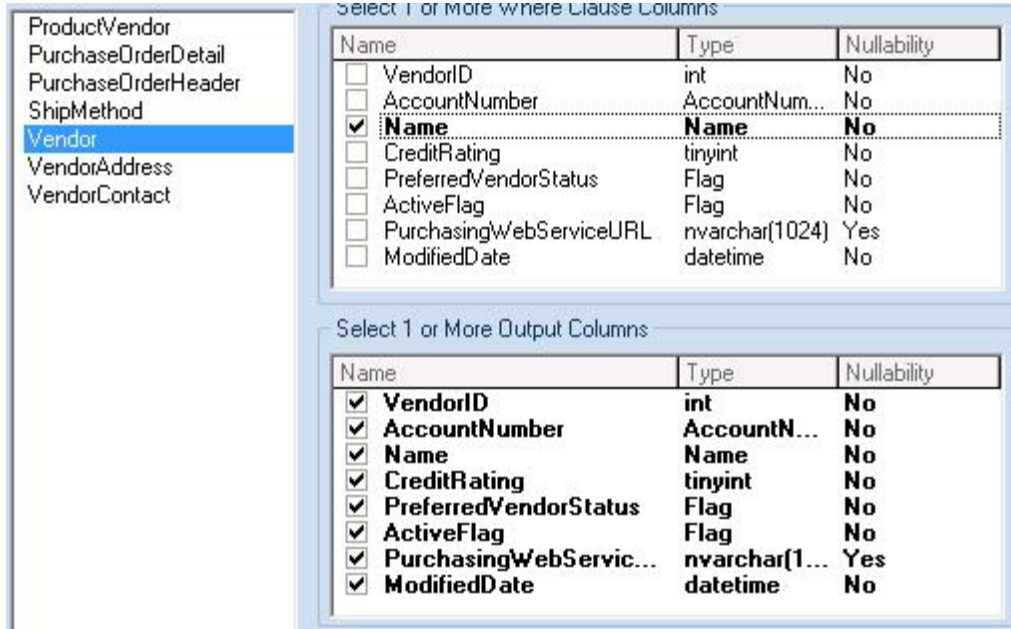 ProductVendor
PurchaseOrderDetail
PurchaseOrderHeader
ShipMethod
Vendor
VendorAddress
VendorContact
Select 1 or More Where Clause Columns
Name Type Nullability
VendorID int No
AccountNumber AccountNum... No
Name Name No
CreditRating tinyint No
PreferredVendorStatus Flag No
ActiveFlag Flag No
PurchasingWebServiceURL nvarchar(1024) Yes
ModifiedDate datetime No
Select 1 or More Output Columns
Name Type Nullability
VendorID int No
AccountNumber AccountN... No
Name Name No
CreditRating tinyint No
PreferredVendorStatus Flag No
ActiveFlag Flag No
PurchasingWebServic... nvarchar(1... Yes
ModifiedDate datetime No